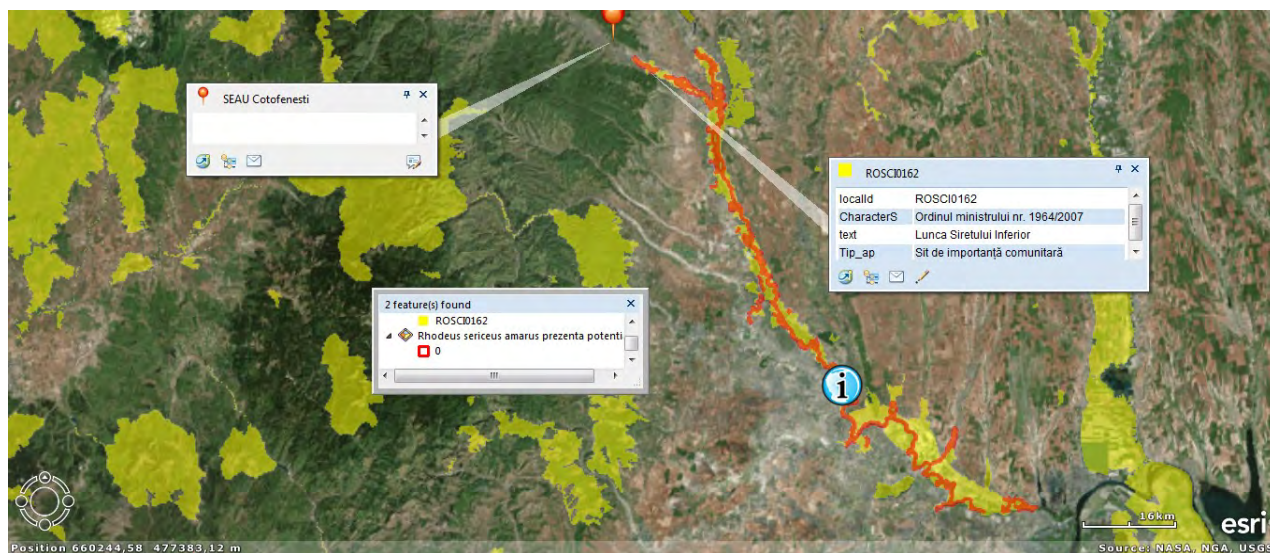 SEAU Cotofenesti
ROSCI0162
localId ROSCI0162
CharacterS Ordinul ministrului nr. 1964/2007
text Lunca Siretului Inferior
Tip_ap Sit de importanță comunitară
2 feature(s) found
ROSCI0162
Rhodeus sericeus amarus prezenta potenti
0
i
16km
esri
Position 660244,58 477383,12 m
Source: NASA, NGA, USGS